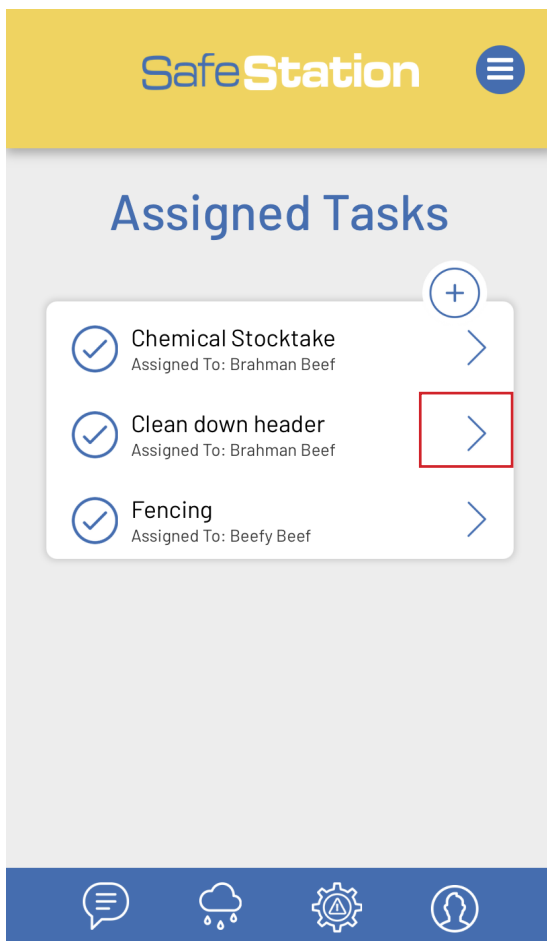 SafeStation
Assigned Tasks
Chemical Stocktake
Assigned To: Brahman Beef
Clean down header
Assigned To: Brahman Beef
Fencing
Assigned To: Beefy Beef